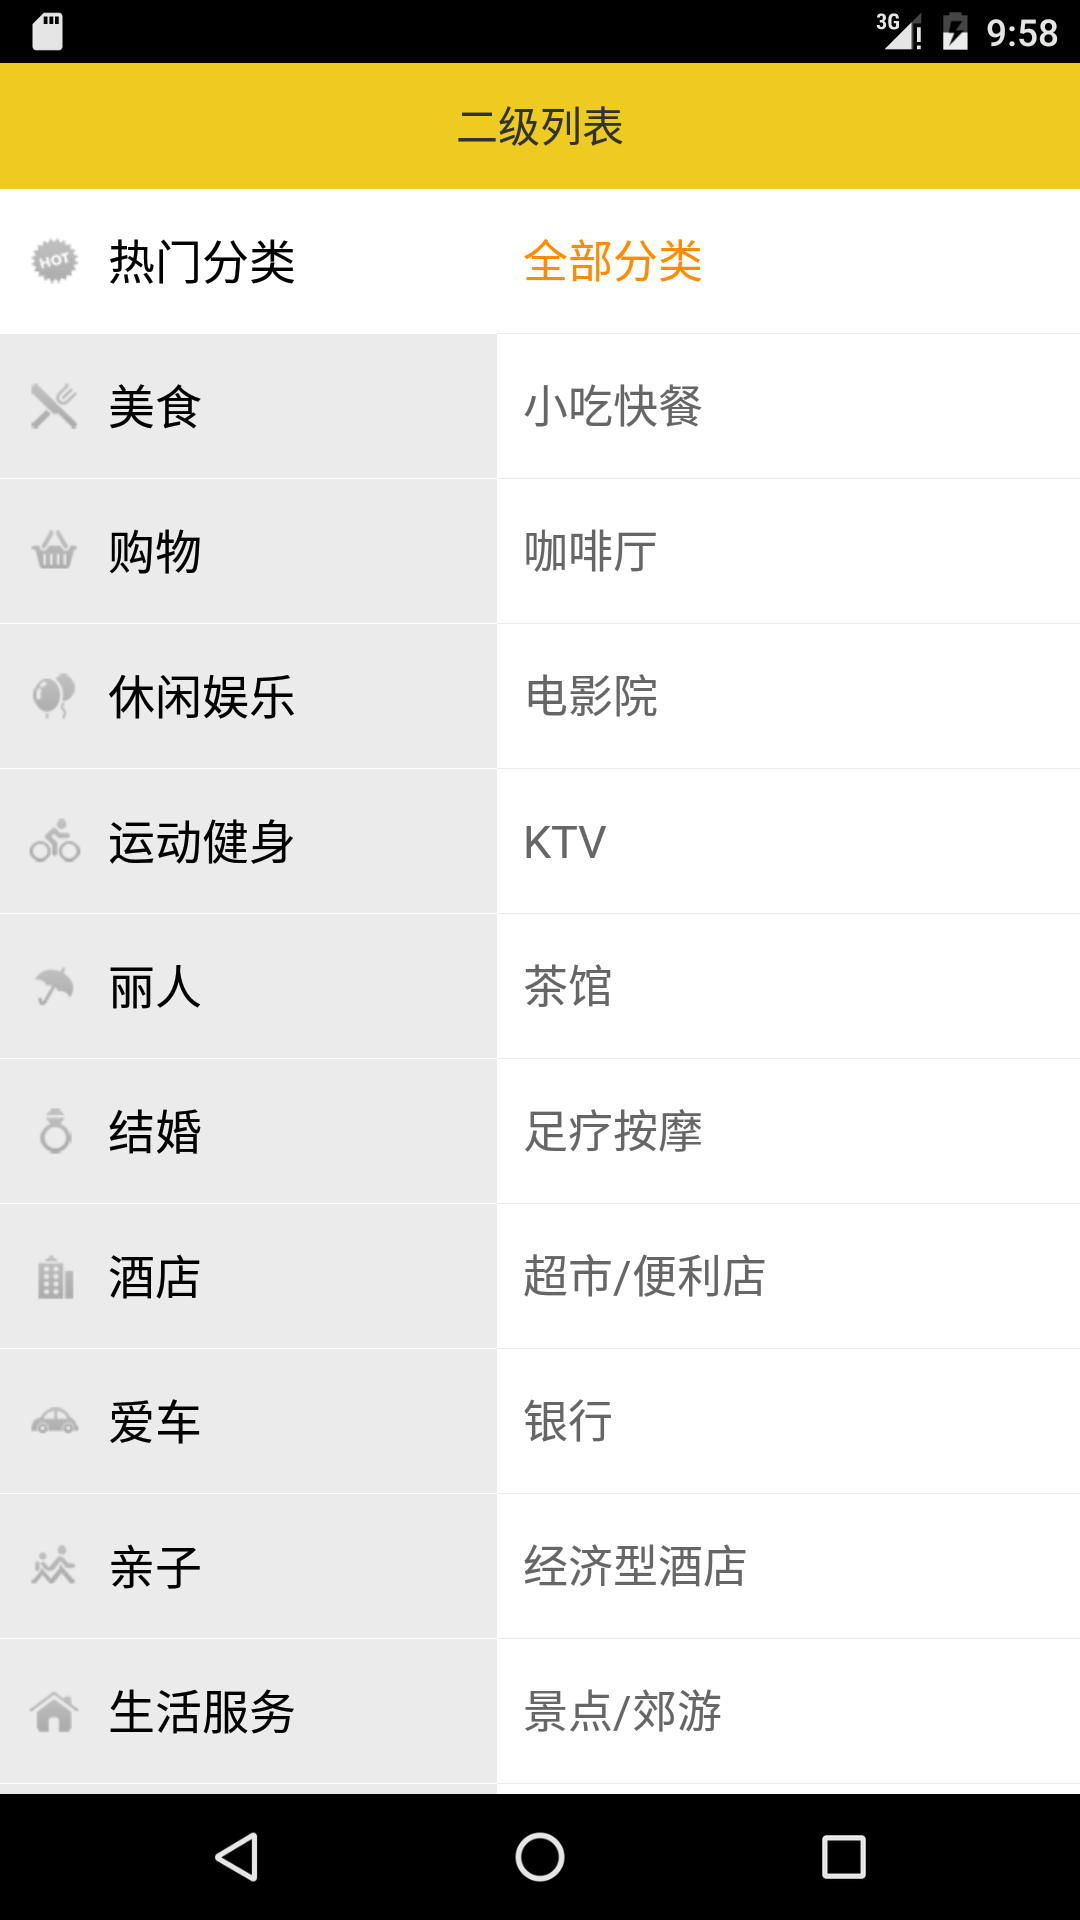 3G 9:58
二级列表
HOT 热门分类 全部分类
美食 小吃快餐
购物 咖啡厅
休闲娱乐 电影院
运动健身 KTV
丽人 茶馆
结婚 足疗按摩
酒店 超市/便利店
爱车 银行
亲子 经济型酒店
生活服务 景点/郊游